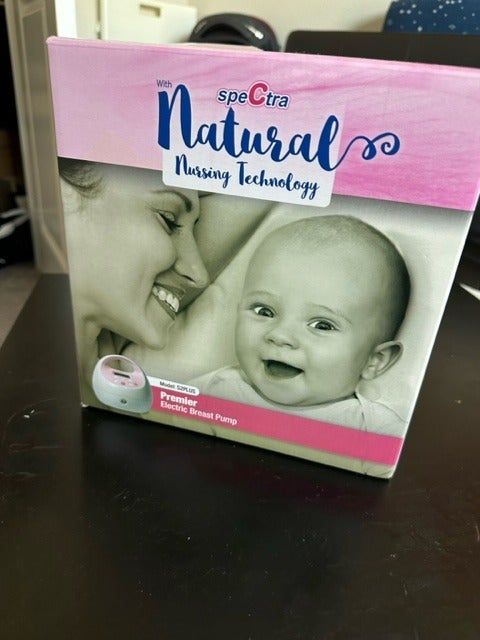 With
speCtra
Natural
Nursing Technology
Model: S2PLUS
Premier
Electric Breast Pump